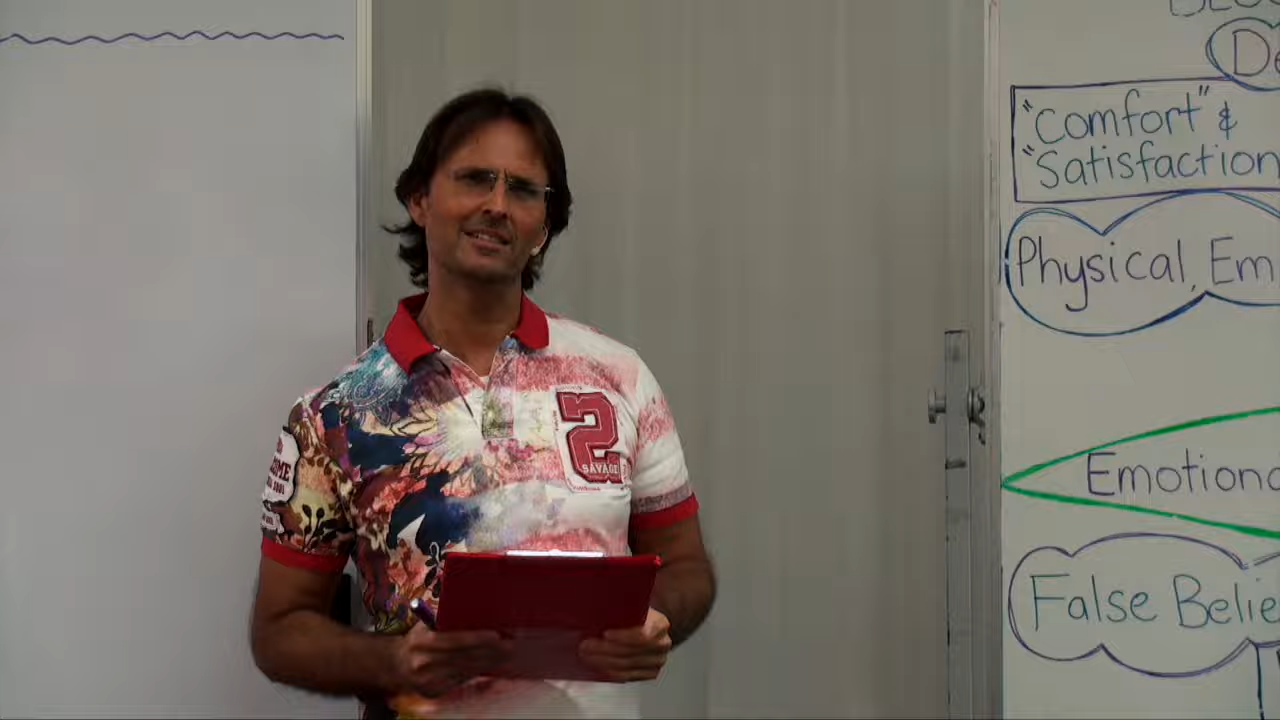 "Comfort" &
"Satisfaction
Physical, Em
Emotiona
False Belie
2
SAVAGE